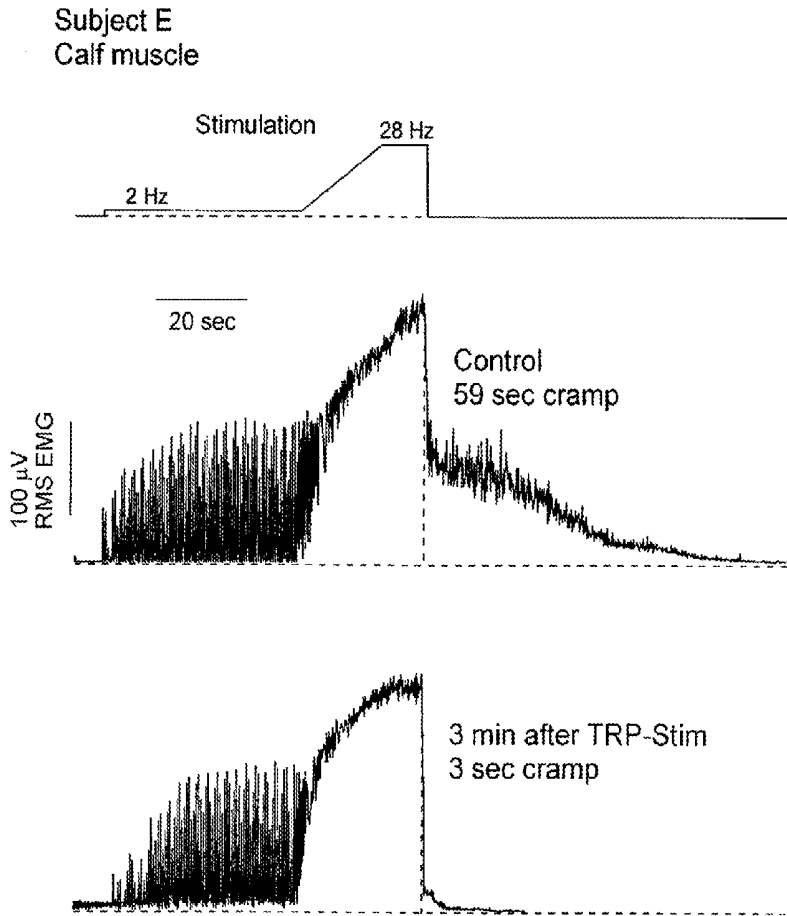 Subject E
Calf muscle
Stimulation
28 Hz
2 Hz
20 sec
Control
59 sec cramp
100 μV
RMS EMG
3 min after TRP-Stim
3 sec cramp